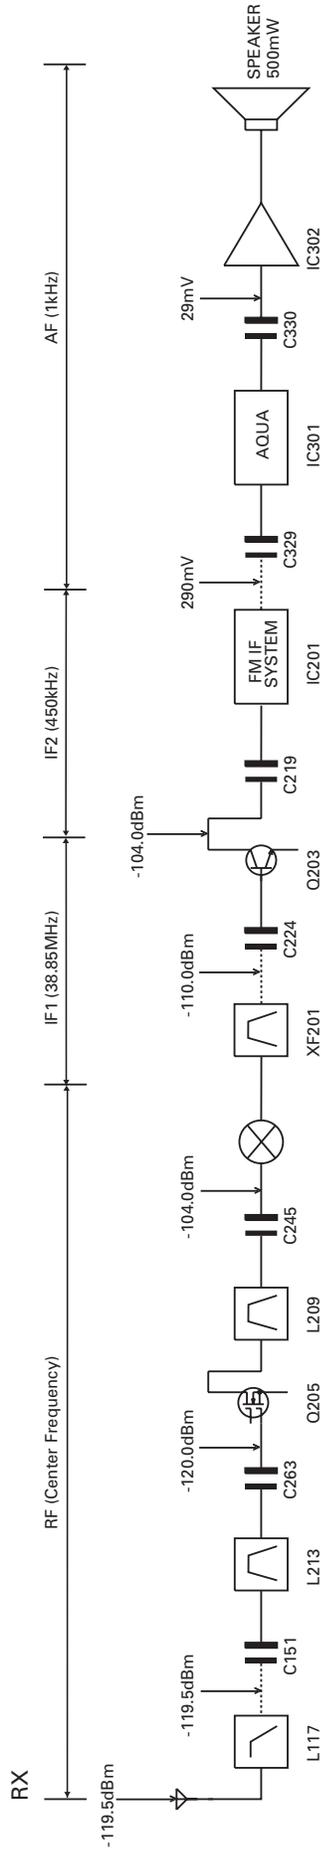 RX
RF (Center Frequency)
IF1 (38.85MHz)
IF2 (450kHz)
AF (1kHz)
-119.5dBm
-119.5dBm
-120.0dBm
-104.0dBm
-110.0dBm
-104.0dBm
290mV
29mV
SPEAKER
500mW
FM IF
SYSTEM
AQUA
L117
C151
L213
C263
Q205
L209
C245
XF201
C224
Q203
C219
IC201
C329
IC301
C330
IC302